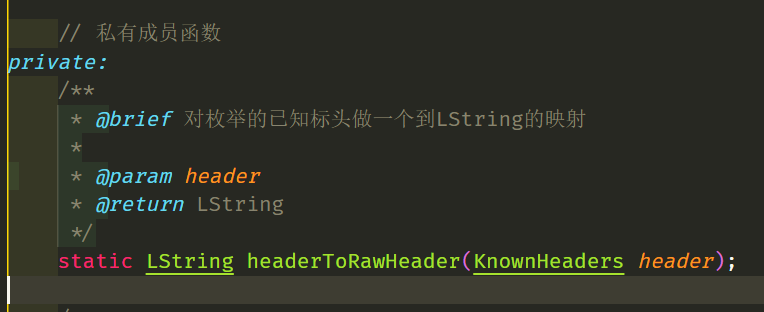 // 私有成员函数
private:
/**
* @brief 对枚举的已知标头做一个到LString的映射
*
* @param header
* @return LString
*/
static LString headerToRawHeader(KnownHeaders header);